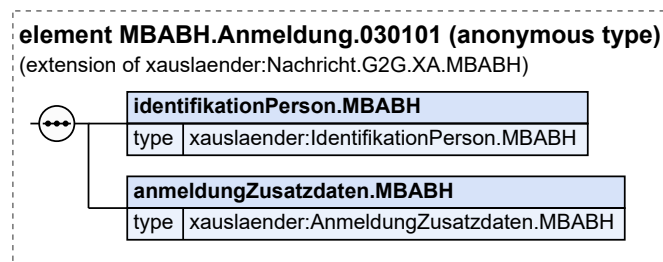 element MBABH.Anmeldung.030101 (anonymous type)
(extension of xauslaender:Nachricht.G2G.XA.MBABH)
identifikationPerson.MBABH
type xauslaender:IdentifikationPerson.MBABH
anmeldungZusatzdaten.MBABH
type xauslaender:AnmeldungZusatzdaten.MBABH